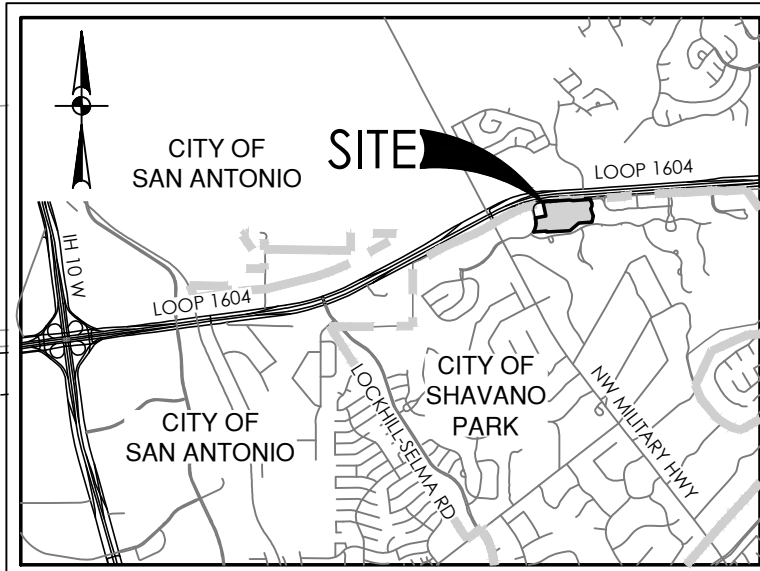 CITY OF
SAN ANTONIO
SITE
LOOP 1604
IH 10 W
LOOP 1604
CITY OF
SHAVANO
PARK
CITY OF
SAN ANTONIO
LOCKHILL-SELMA RD
NW MILITARY HWY